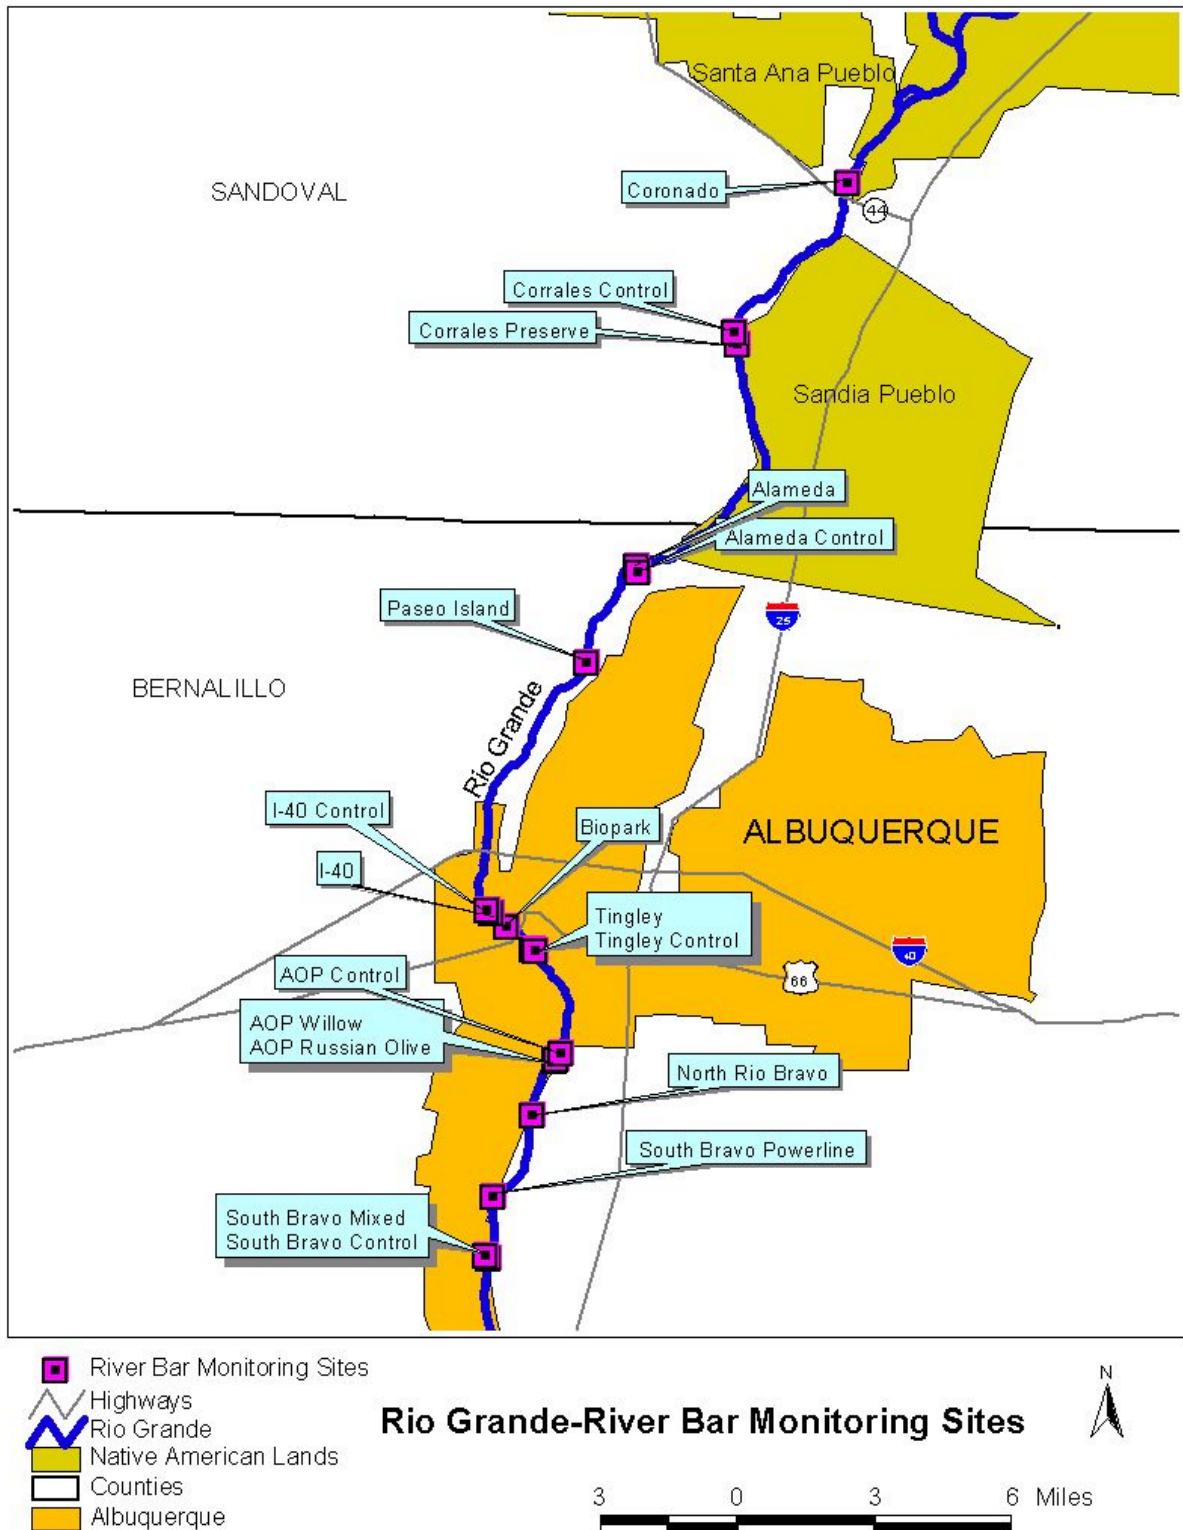 Santa Ana Pueblo
Coronado
SANDOVAL
44
Corrales Control
Corrales Preserve
Sandia Pueblo
Alameda
Alameda Control
Paseo Island
25
BERNALILLO
Rio Grande
I-40 Control
Biopark
ALBUQUERQUE
I-40
Tingley
Tingley Control
40
AOP Control
66
AOP Willow
AOP Russian Olive
North Rio Bravo
South Bravo Powerline
South Bravo Mixed
South Bravo Control
River Bar Monitoring Sites
Highways
Rio Grande
Native American Lands
Counties
Albuquerque
Rio Grande-River Bar Monitoring Sites
N
3 0 3 6 Miles